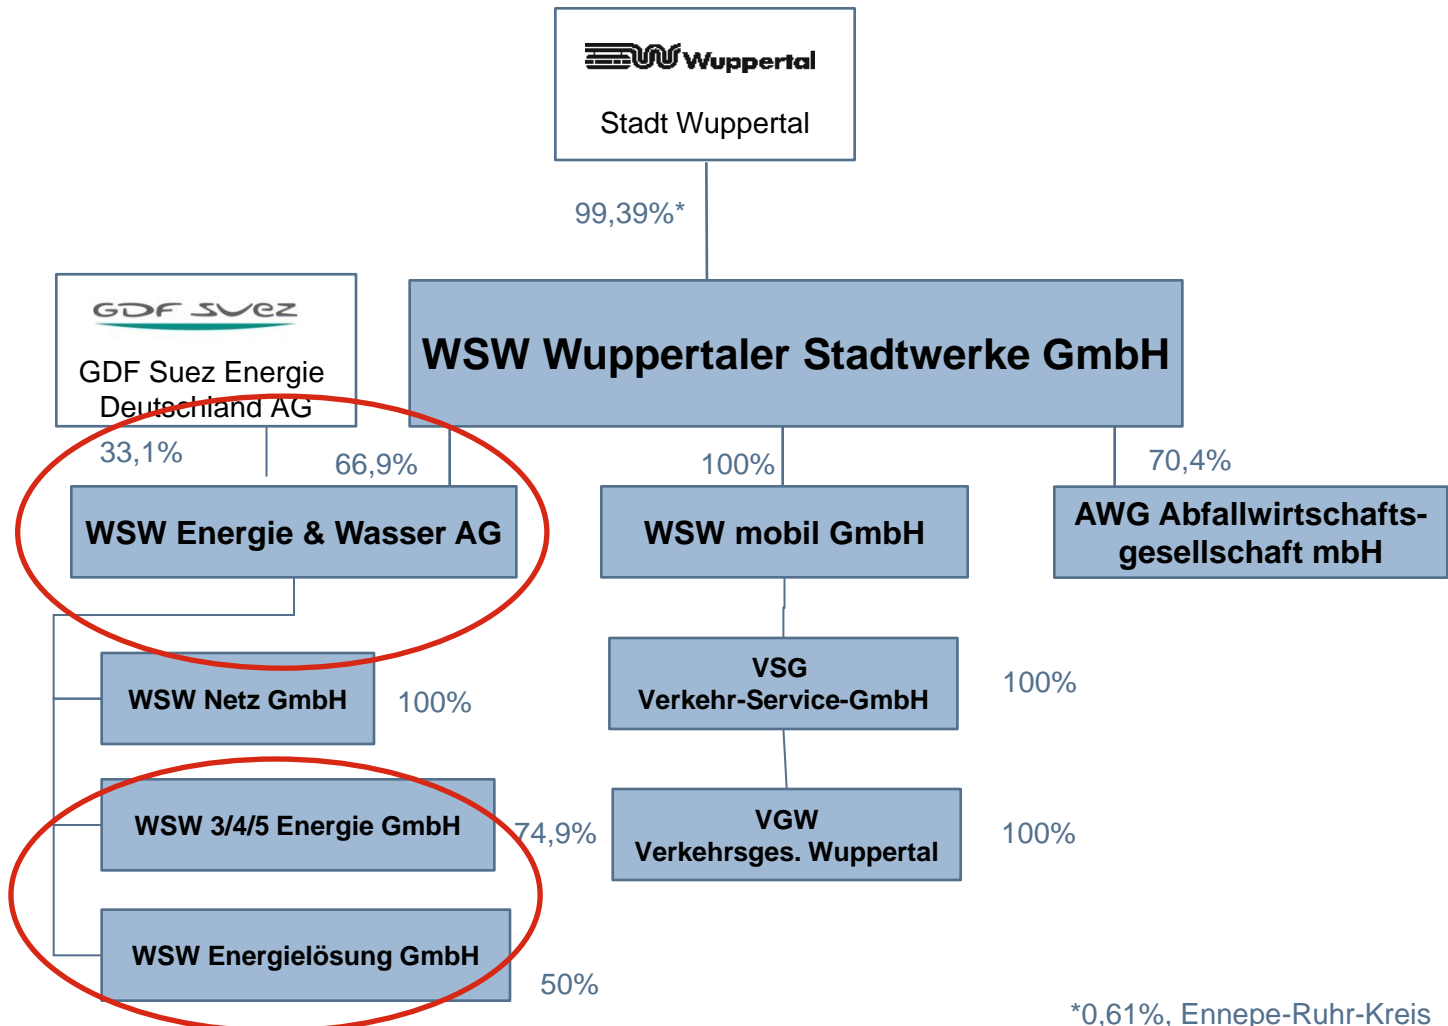 Wuppertal
Stadt Wuppertal
99,39%*
GDF SUEZ
GDF Suez Energie
Deutschland AG
WSW Wuppertaler Stadtwerke GmbH
33,1%
66,9%
100%
70,4%
WSW Energie & Wasser AG
WSW mobil GmbH
AWG Abfallwirtschafts-
gesellschaft mbH
WSW Netz GmbH
100%
VSG
Verkehr-Service-GmbH
100%
WSW 3/4/5 Energie GmbH
74,9%
VGW
Verkehrsges. Wuppertal
100%
WSW Energielösung GmbH
50%
*0,61%, Ennepe-Ruhr-Kreis